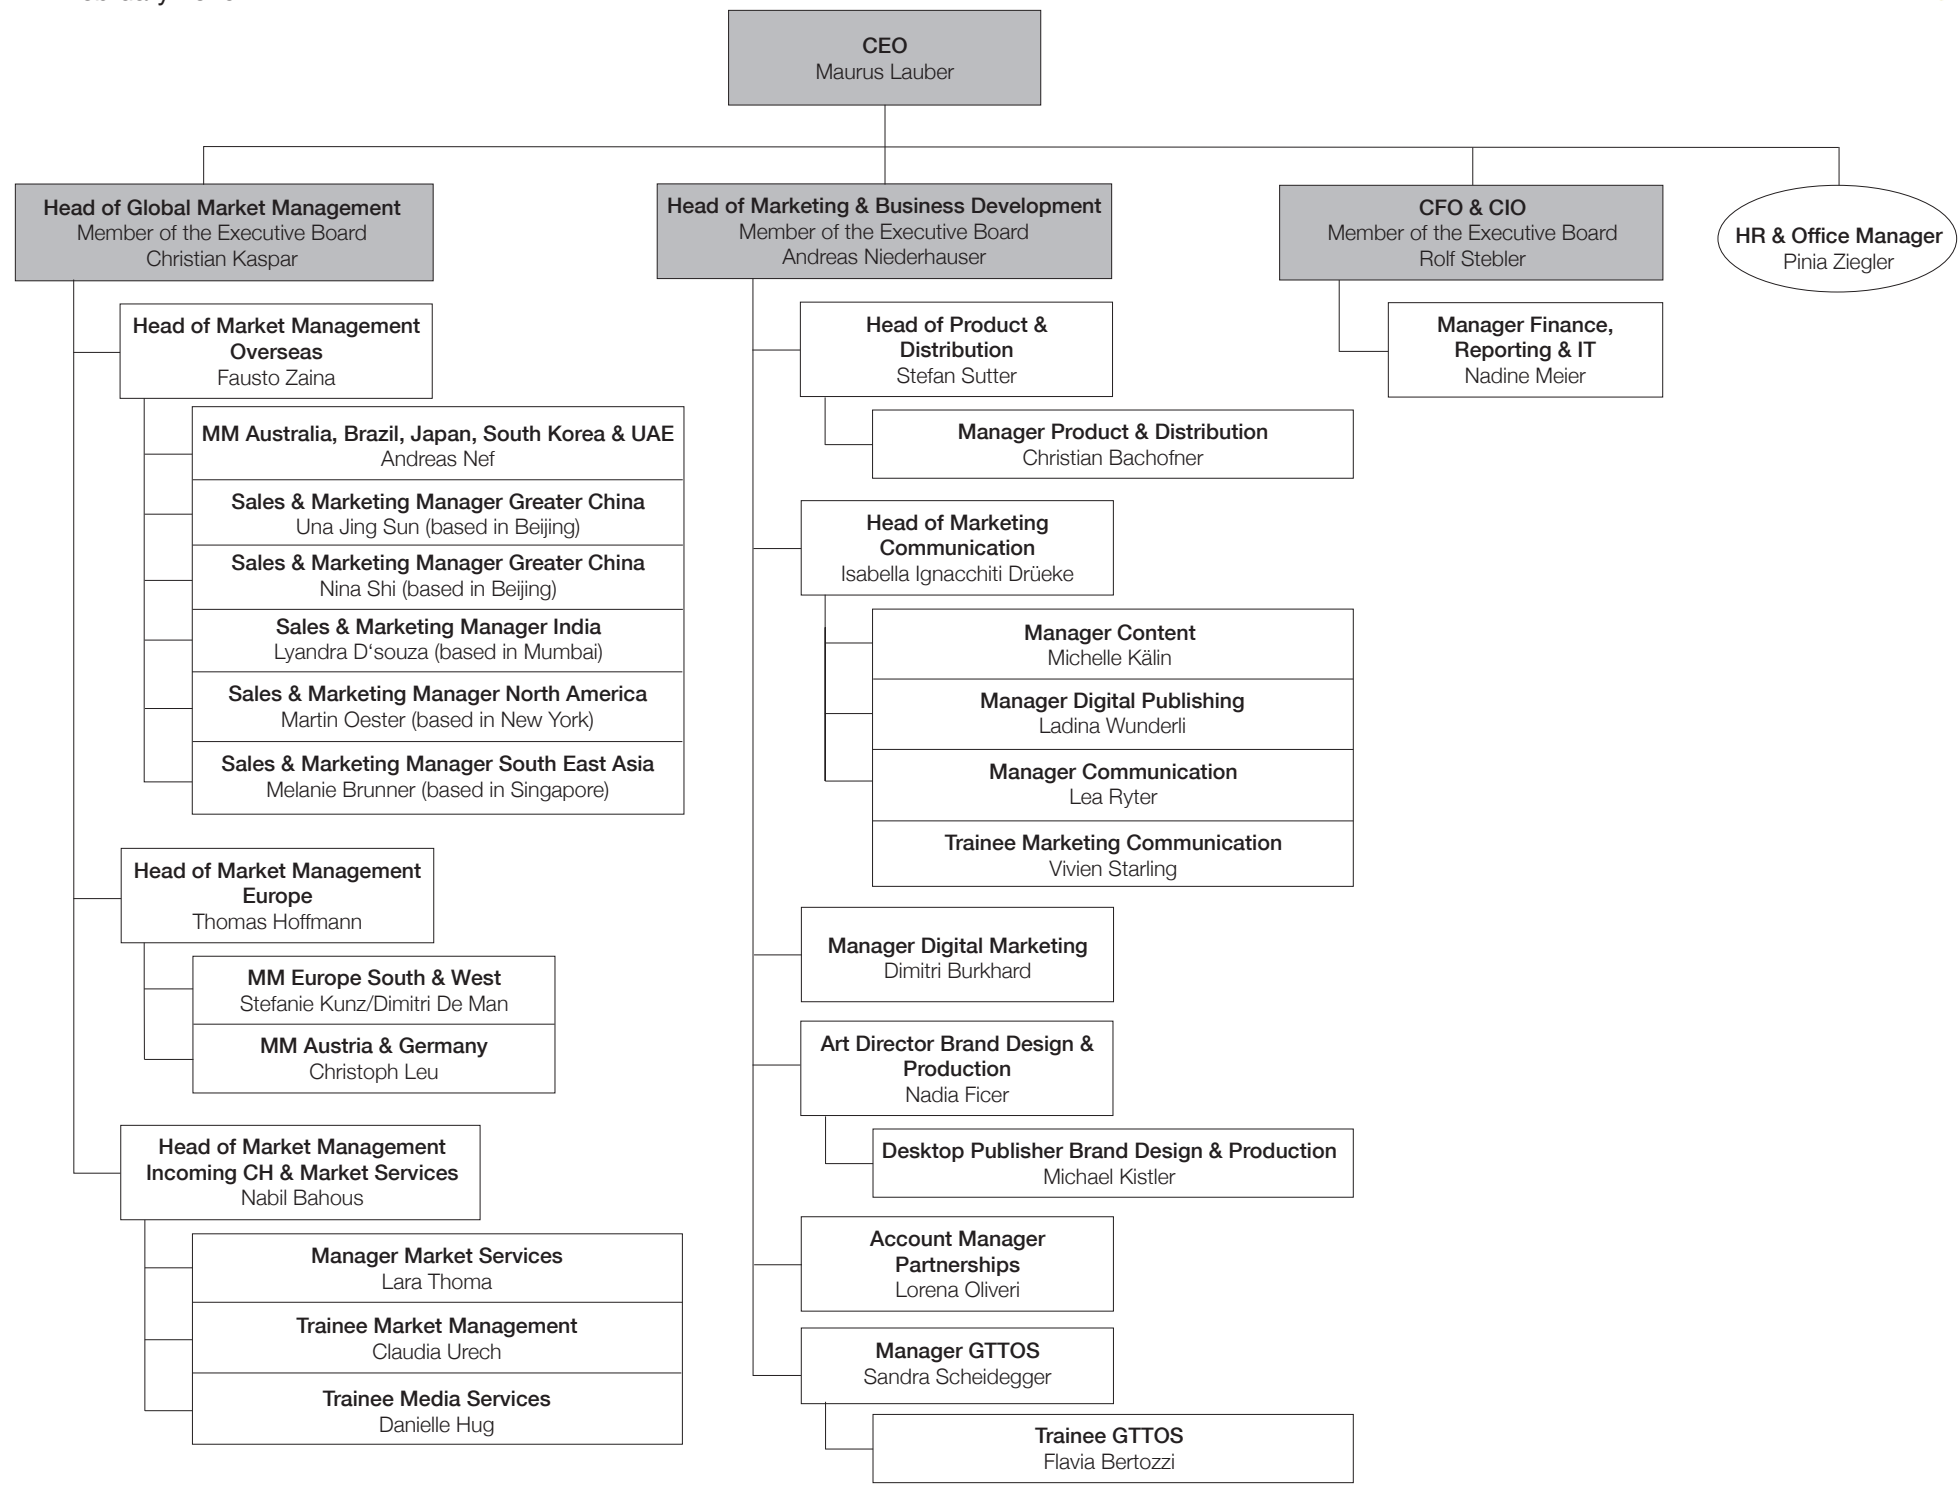 CEO
Maurus Lauber
Head of Global Market Management
Member of the Executive Board
Christian Kaspar
Head of Market Management
Overseas
Fausto Zaina
MM Australia, Brazil, Japan, South Korea & UAE
Andreas Nef
Sales & Marketing Manager Greater China
Una Jing Sun (based in Beijing)
Sales & Marketing Manager Greater China
Nina Shi (based in Beijing)
Sales & Marketing Manager India
Lyandra D‘souza (based in Mumbai)
Sales & Marketing Manager North America
Martin Oester (based in New York)
Sales & Marketing Manager South East Asia
Melanie Brunner (based in Singapore)
Head of Market Management
Europe
Thomas Hoffmann
MM Europe South & West
Stefanie Kunz/Dimitri De Man
MM Austria & Germany
Christoph Leu
Head of Market Management
Incoming CH & Market Services
Nabil Bahous
Manager Market Services
Lara Thoma
Trainee Market Management
Claudia Urech
Trainee Media Services
Danielle Hug
Head of Marketing & Business Development
Member of the Executive Board
Andreas Niederhauser
Head of Product &
Distribution
Stefan Sutter
Manager Product & Distribution
Christian Bachofner
Head of Marketing
Communication
Isabella Ignacchiti Drüeke
Manager Content
Michelle Kälin
Manager Digital Publishing
Ladina Wunderli
Manager Communication
Lea Ryter
Trainee Marketing Communication
Vivien Starling
Manager Digital Marketing
Dimitri Burkhard
Art Director Brand Design &
Production
Nadia Ficer
Desktop Publisher Brand Design & Production
Michael Kistler
Account Manager
Partnerships
Lorena Oliveri
Manager GTTOS
Sandra Scheidegger
Trainee GTTOS
Flavia Bertozzi
CFO & CIO
Member of the Executive Board
Rolf Stebler
Manager Finance,
Reporting & IT
Nadine Meier
HR & Office Manager
Pinia Ziegler